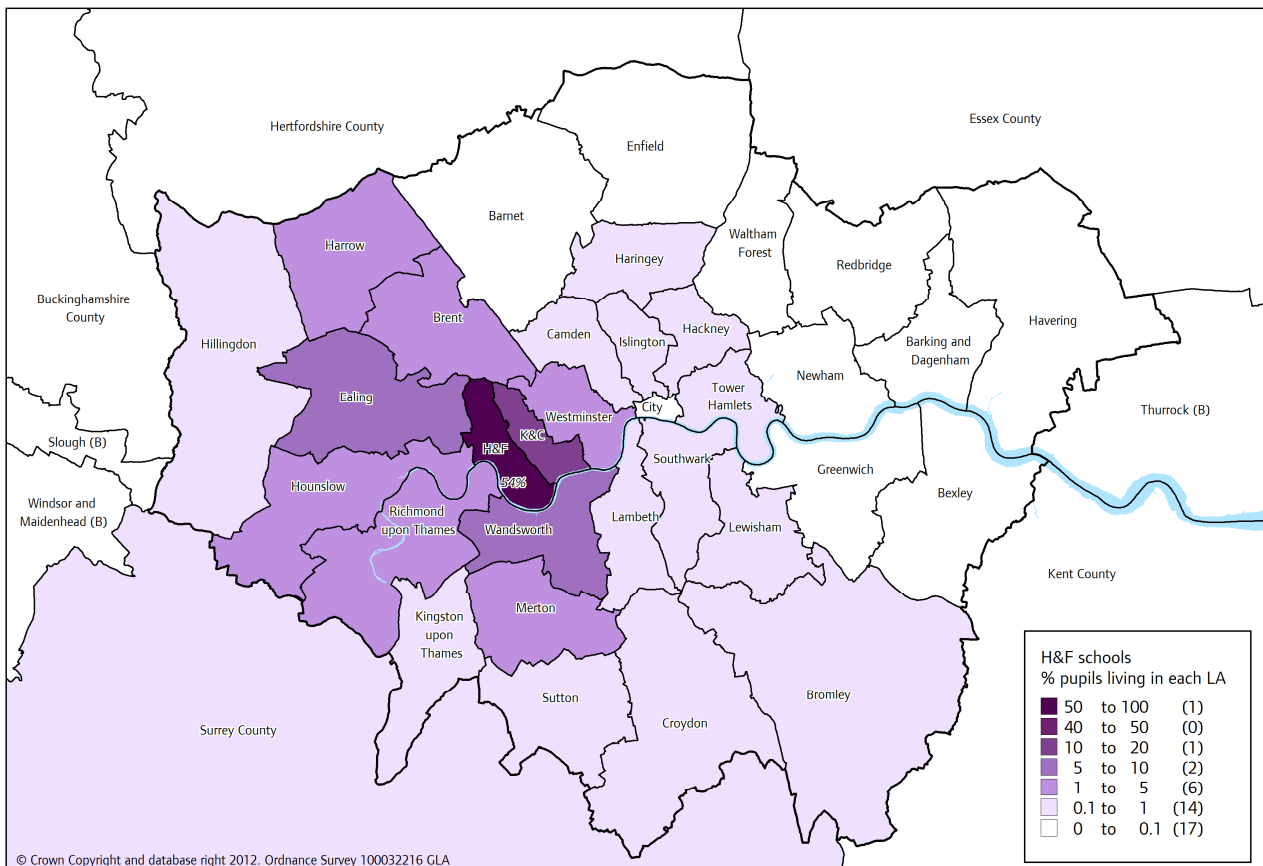 Hertfordshire County
Essex County
Enfield
Barnet
Waltham
Forest
Harrow
Haringey
Redbridge
Buckinghamshire
County
Brent
Hillingdon
Camden
Islington
Hackney
Havering
Barking and
Dagenham
Newham
Ealing
Tower
Hamlets
Westminster
City
Thurrock (B)
K&C
Slough (B)
H&F
54%
Southwark
Greenwich
Hounslow
Bexley
Windsor and
Maidenhead (B)
Richmond
upon Thames
Wandsworth
Lambeth
Lewisham
Kent County
Kingston
upon
Thames
Merton
Sutton
Bromley
Croydon
Surrey County
H&F schools
% pupils living in each LA
50 to 100 (1)
40 to 50 (0)
10 to 20 (1)
5 to 10 (2)
1 to 5 (6)
0.1 to 1 (14)
0 to 0.1 (17)
© Crown Copyright and database right 2012. Ordnance Survey 100032216 GLA